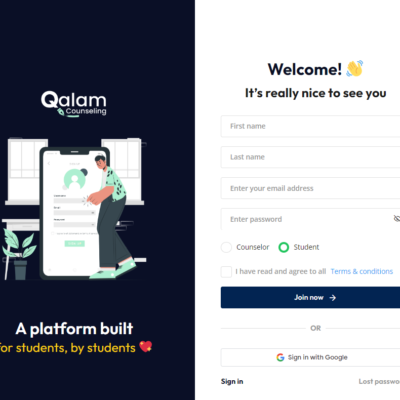 Qalam
Counseling
A platform built
for students, by students
Welcome!
It's really nice to see you
First name
Last name
Enter your email address
Enter password
Counselor
Student
I have read and agree to all Terms & conditions
Join now
OR
Sign in with Google
Sign in
Lost passwo